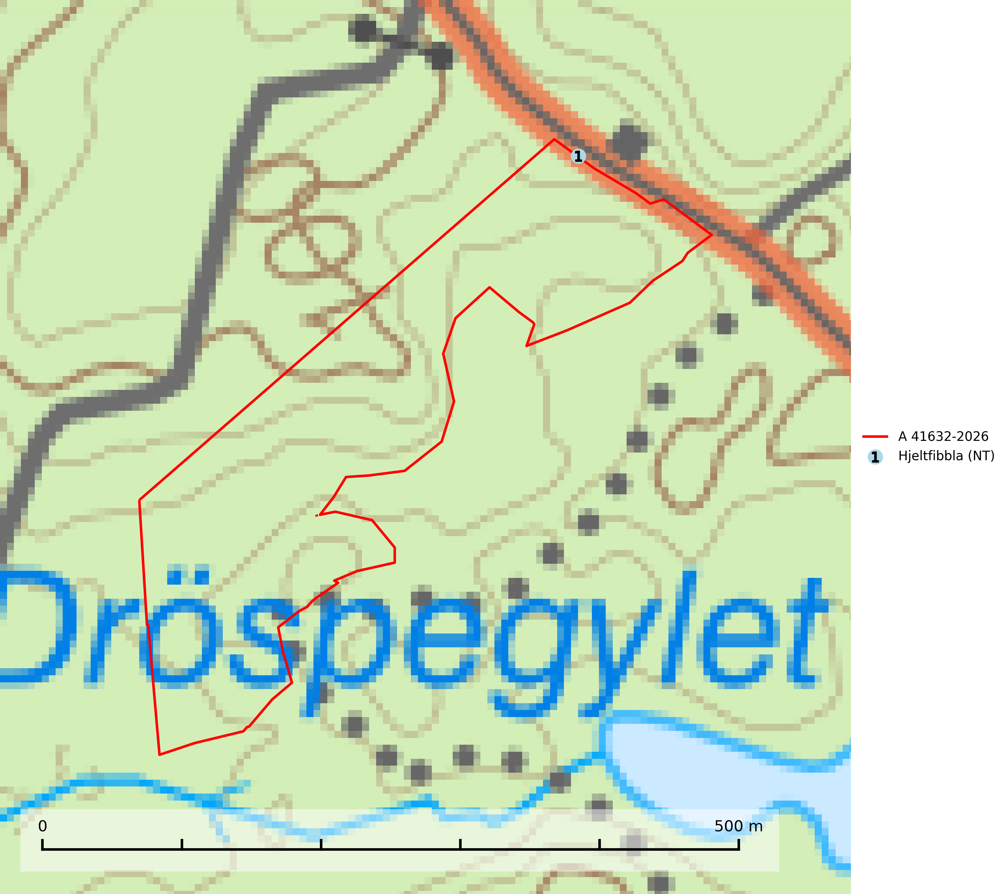 1
A 41632-2026
1 Hjeltfibbla (NT)
Dröspegylet
0 500 m